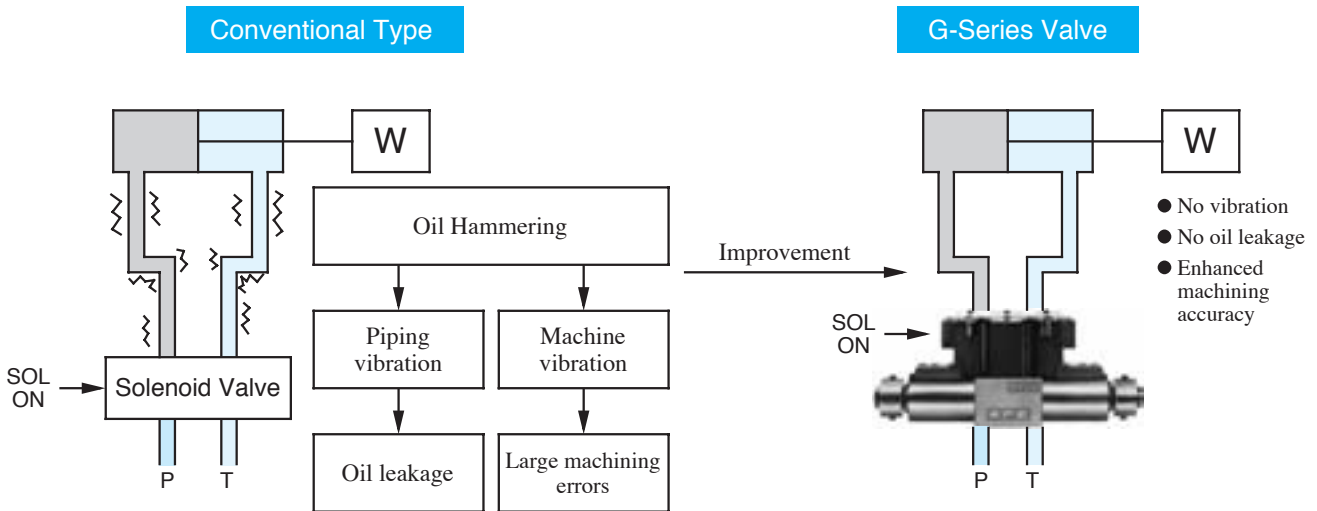 Conventional Type
G-Series Valve
W
Oil Hammering
Piping
vibration
Machine
vibration
Oil leakage
Large machining
errors
SOL
ON
Solenoid Valve
P
T
Improvement
W
● No vibration
● No oil leakage
● Enhanced
machining
accuracy
SOL
ON
P
T